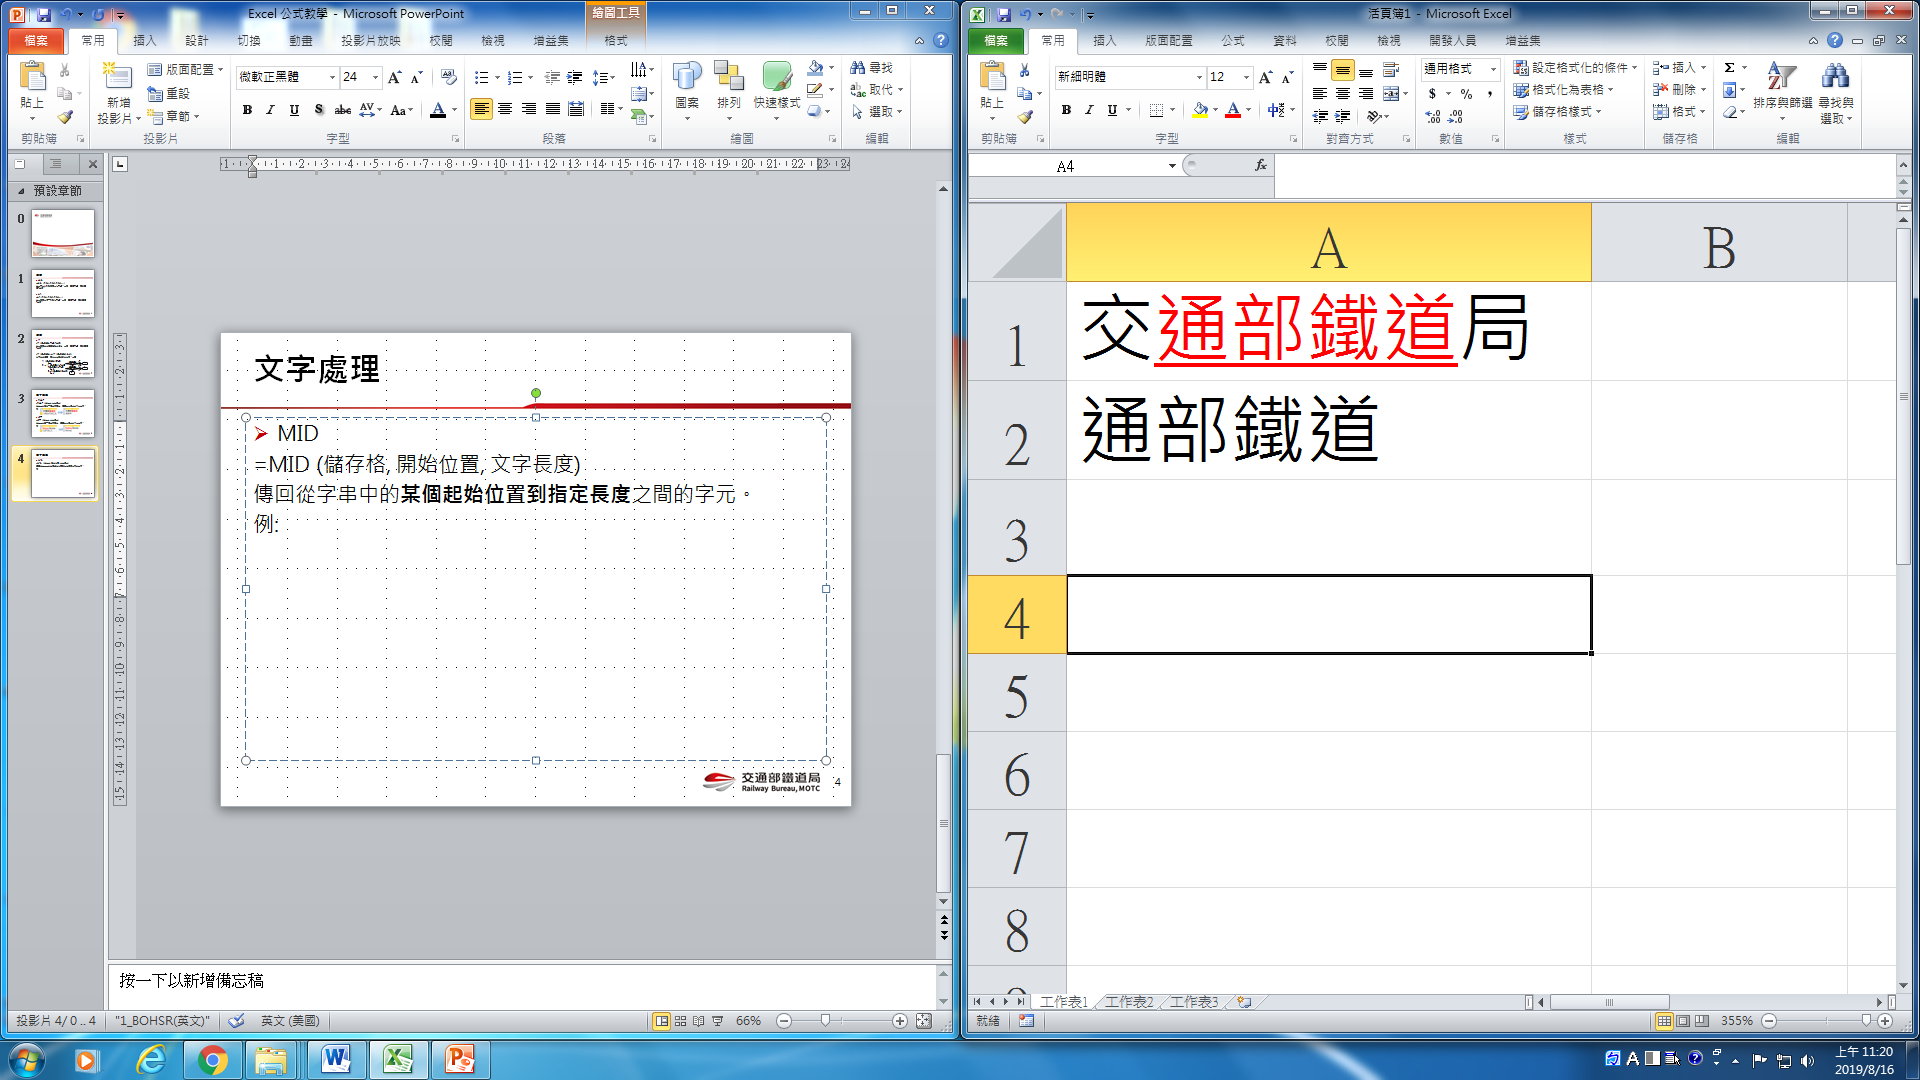 Excel 公式教學 - Microsoft PowerPoint
繪圖工具
檔案 常用 插入 設計 切換 動畫 投影片放映 校閱 檢視 增益集 格式
貼上 新增 投影片 版面配置 重設 章節
微軟正黑體 24
圖案 排列 快速樣式 尋找 取代 選取
剪貼簿 投影片 字型 段落 繪圖 編輯
預設章節
0
1
2
3
4
文字處理
MID
=MID (儲存格, 開始位置, 文字長度)
傳回從字串中的某個起始位置到指定長度之間的字元。
例:
交通部鐵道局
Railway Bureau, MOTC
4
按一下以新增備忘稿
投影片 4/ 0 .. 4 "1_BOHSR(英文)" 英文 (美國) 66%
活頁簿1 - Microsoft Excel
檔案 常用 插入 版面配置 公式 資料 校閱 檢視 開發人員 增益集
貼上 新細明體 12 通用格式
設定格式化的條件 格式化為表格 儲存格樣式
插入 刪除 格式
排序與篩選 尋找與選取
剪貼簿 字型 對齊方式 數值 樣式 儲存格 編輯
A4 fx
A B
1 交通部鐵道局
2 通部鐵道
3
4
5
6
7
8
工作表1 工作表2 工作表3
就緒 355%
上午 11:20
2019/8/16